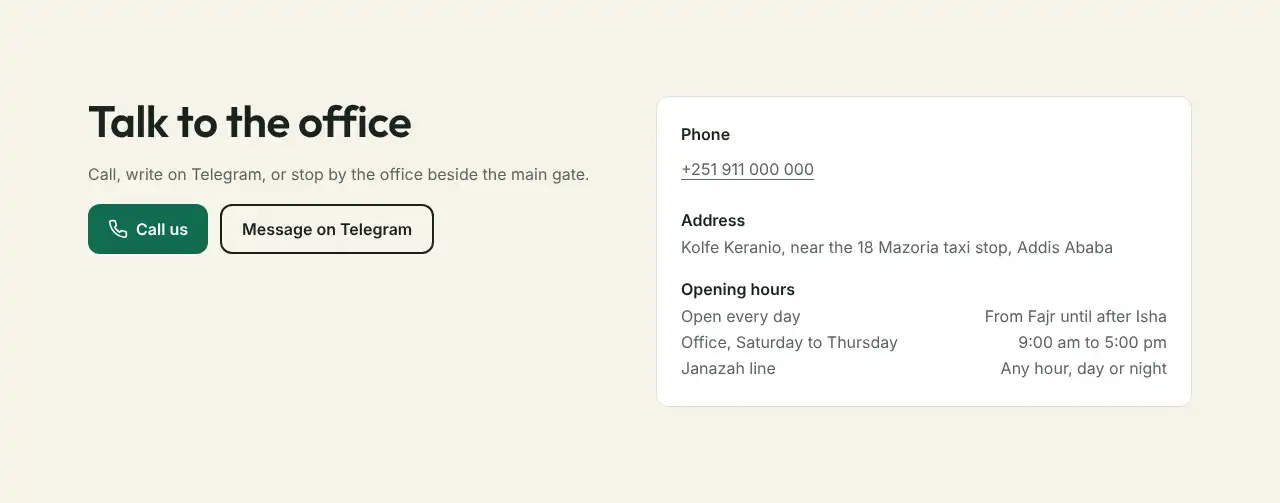 Talk to the office
Call, write on Telegram, or stop by the office beside the main gate.
Call us
Message on Telegram
Phone
+251 911 000 000
Address
Kolfe Keranio, near the 18 Mazoria taxi stop, Addis Ababa
Opening hours
Open every day From Fajr until after Isha
Office, Saturday to Thursday 9:00 am to 5:00 pm
Janazah line Any hour, day or night